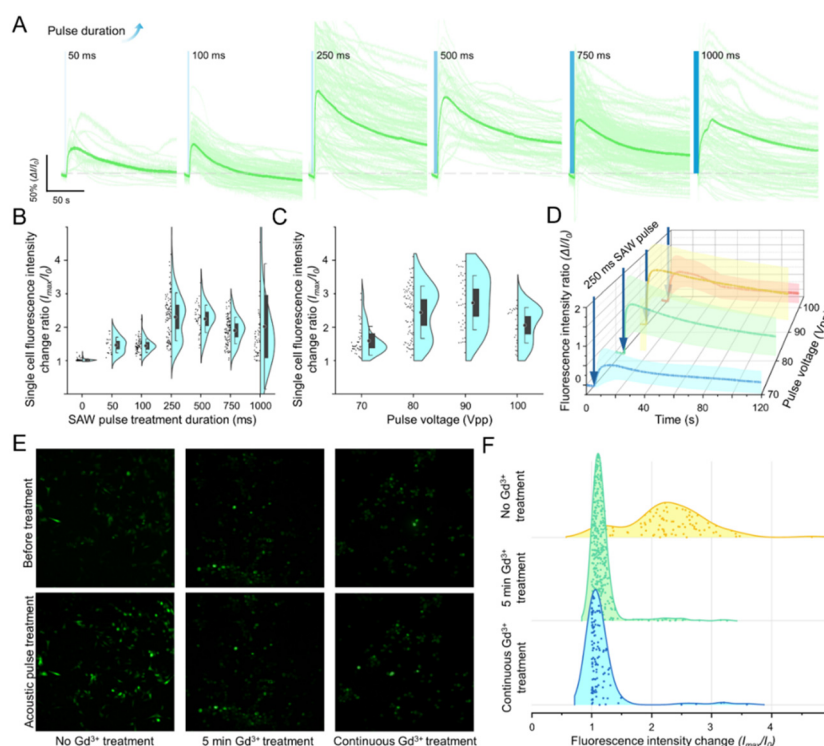 A
Pulse duration
50 ms
100 ms
250 ms
500 ms
750 ms
1000 ms
50% (ΔI/I₀)
50 s
B
Single cell fluorescence intensity
change ratio (Imax/I₀)
4
3
2
1
0 50 100 250 500 750 1000
SAW pulse treatment duration (ms)
C
Single cell fluorescence intensity
change ratio (Imax/I₀)
4
3
2
1
70 80 90 100
Pulse voltage (Vpp)
D
250 ms SAW pulse
Fluorescence intensity ratio (ΔI/I₀)
2
1
0
0 20 40 60 80 100 120
Time (s)
70
80
90
100
Pulse voltage (Vpp)
E
Before treatment
Acoustic pulse treatment
No Gd³⁺ treatment
5 min Gd³⁺ treatment
Continuous Gd³⁺ treatment
F
No Gd³⁺
treatment
5 min Gd³⁺
treatment
Continuous Gd³⁺
treatment
0 1 2 3 4
Fluorescence intensity change (Imax/I₀)